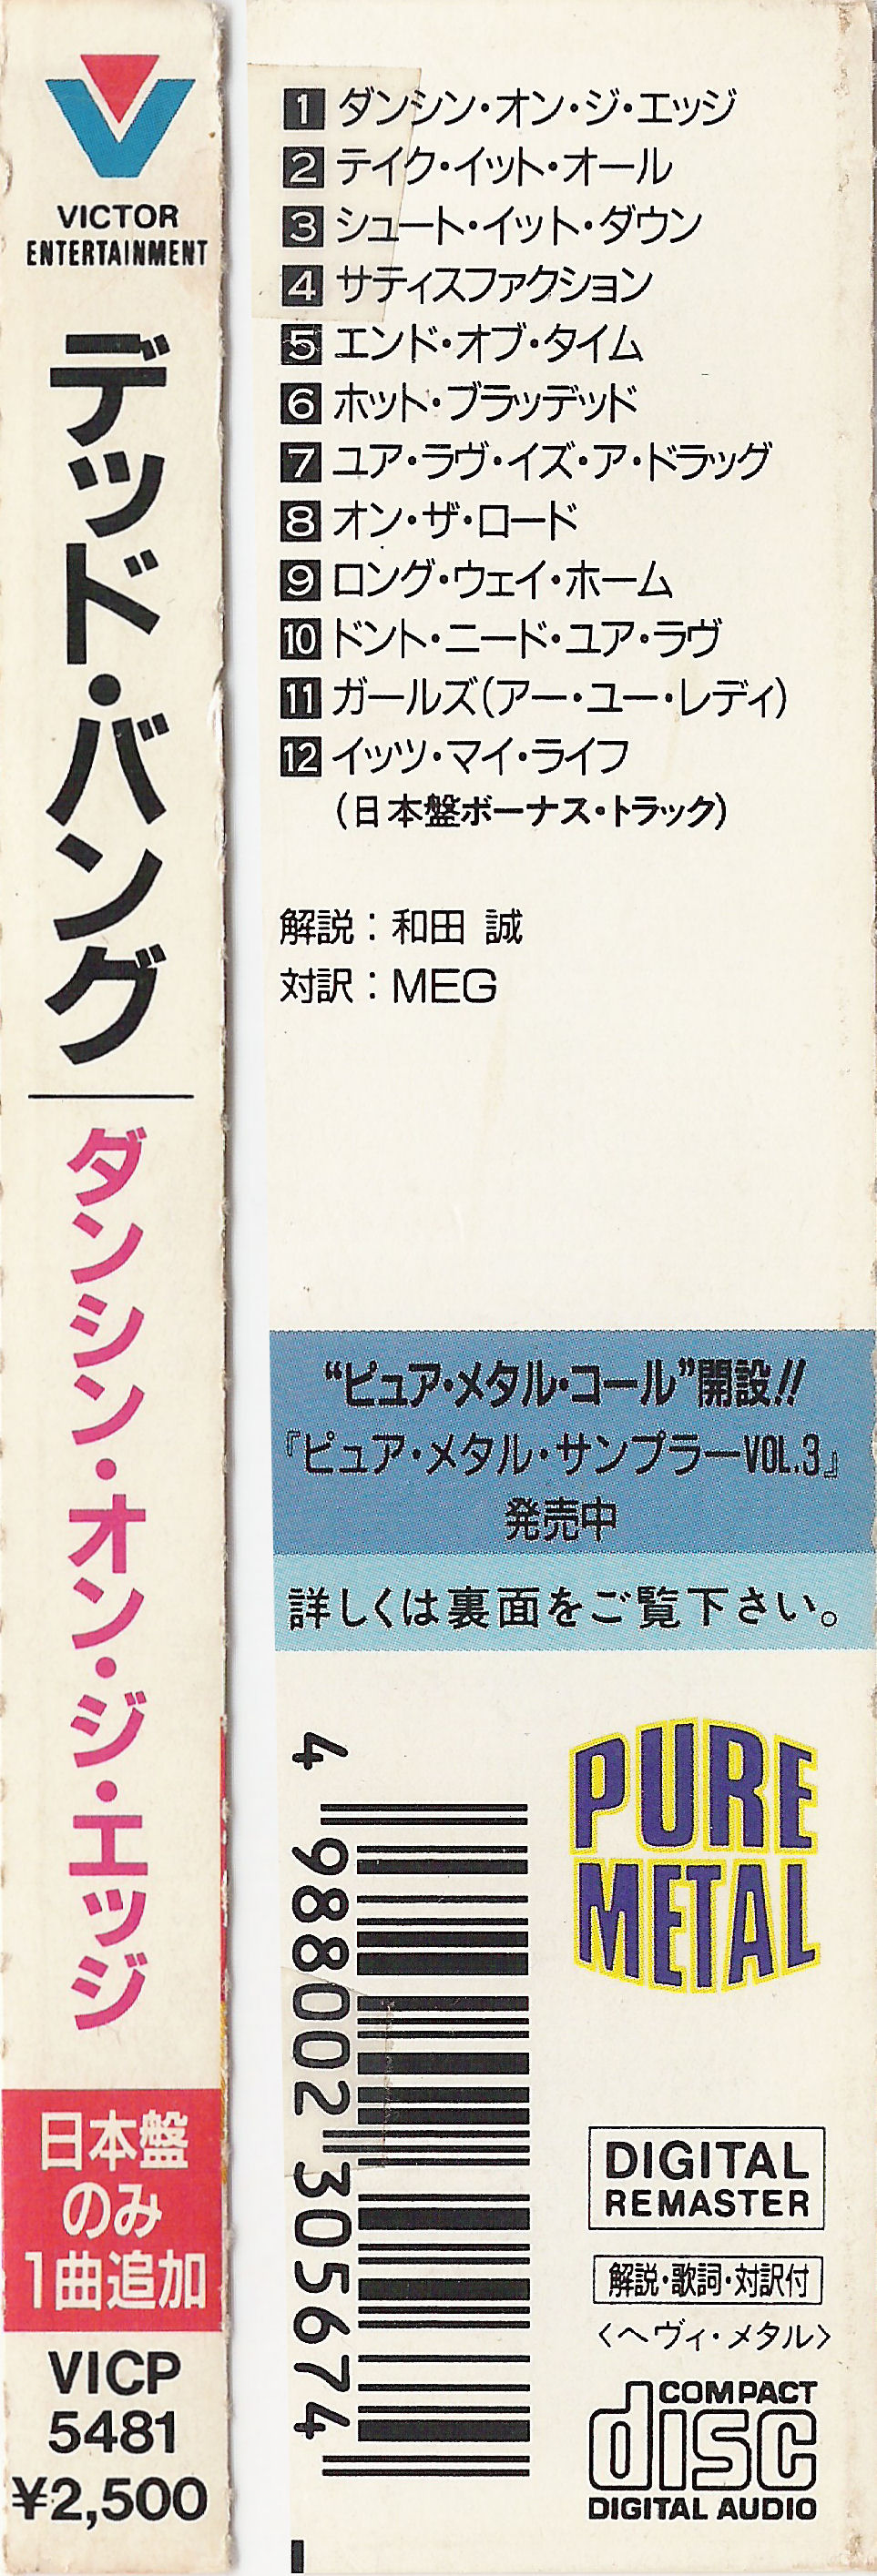 VICTOR
ENTERTAINMENT
デッド・バング
ダンシン・オン・ジ・エッジ
日本盤
のみ
1曲追加
VICP
5481
¥2,500
1 ダンシン・オン・ジ・エッジ
2 テイク・イット・オール
3 シュート・イット・ダウン
4 サティスファクション
5 エンド・オブ・タイム
6 ホット・ブラッデッド
7 ユア・ラヴ・イズ・ア・ドラッグ
8 オン・ザ・ロード
9 ロング・ウェイ・ホーム
10 ドント・ニード・ユア・ラヴ
11 ガールズ(アー・ユー・レディ)
12 イッツ・マイ・ライフ
(日本盤ボーナス・トラック)
解説：和田 誠
対訳：MEG
“ピュア・メタル・コール”開設!!
『ピュア・メタル・サンプラーVOL.3』
発売中
詳しくは裏面をご覧下さい。
4 988002 305674
PURE
METAL
DIGITAL
REMASTER
解説・歌詞・対訳付
〈ヘヴィ・メタル〉
COMPACT
disc
DIGITAL AUDIO